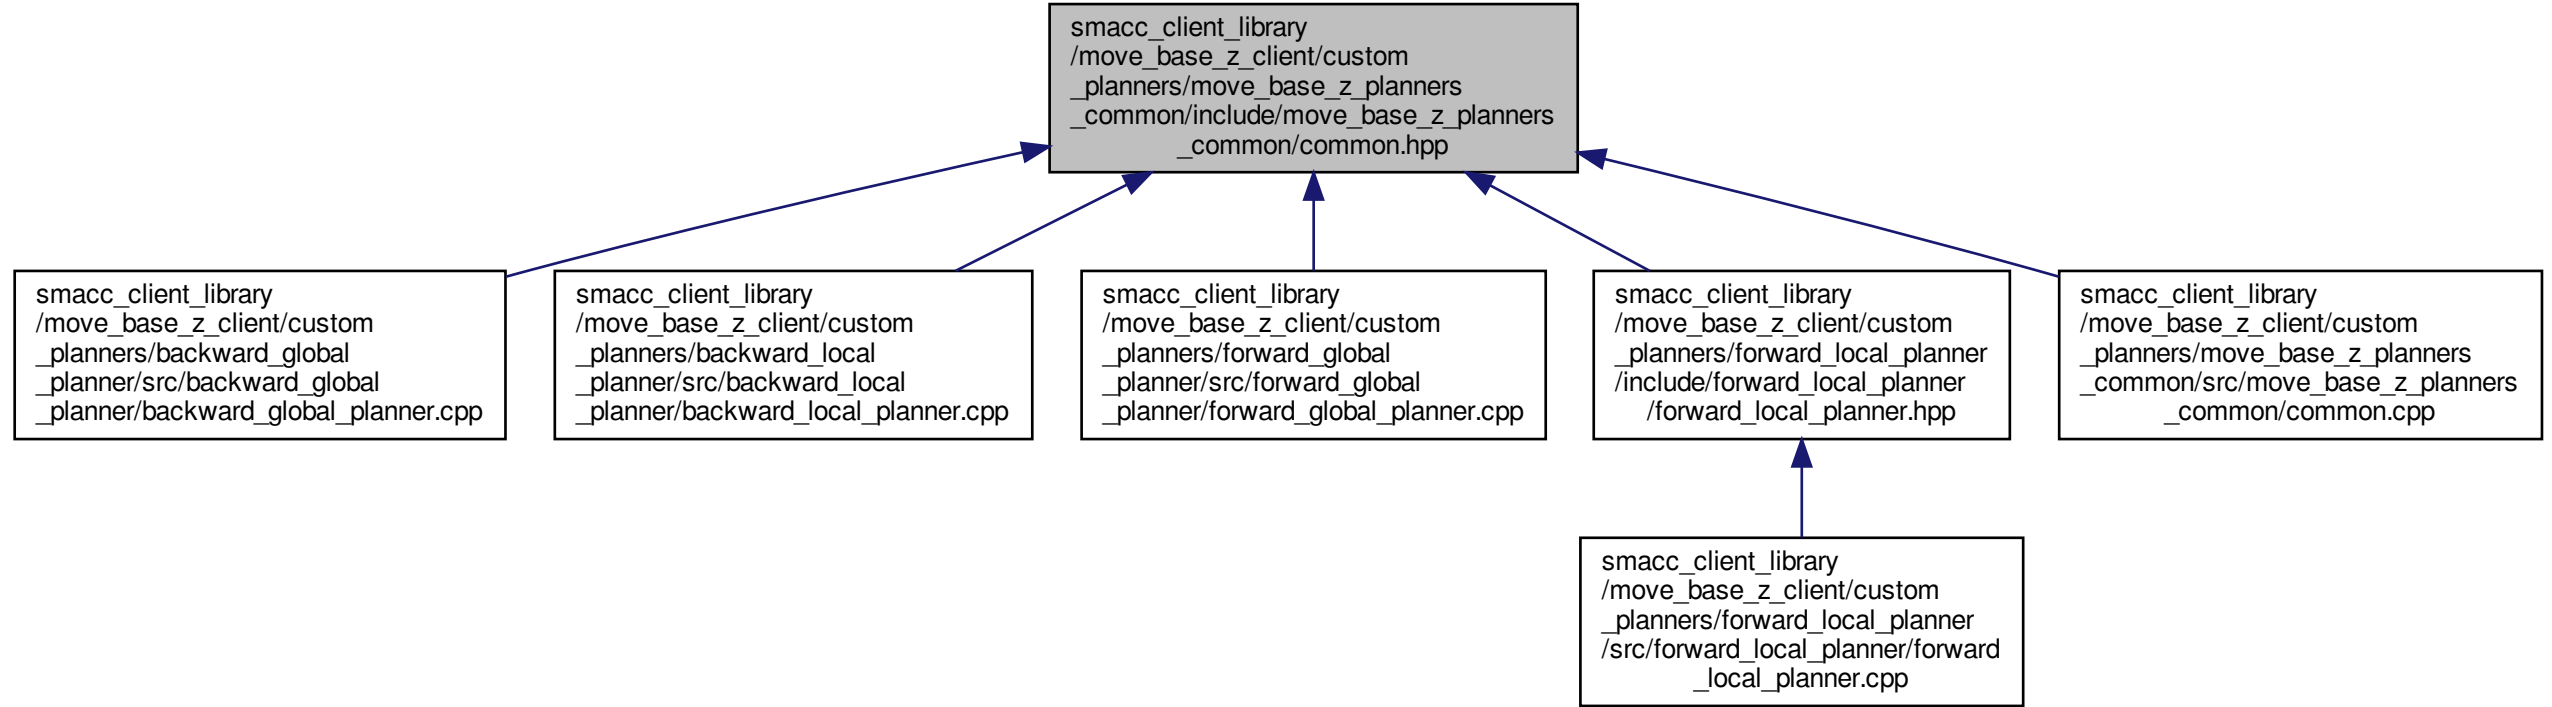 smacc_client_library
/move_base_z_client/custom
_planners/move_base_z_planners
_common/include/move_base_z_planners
_common/common.hpp
smacc_client_library
/move_base_z_client/custom
_planners/backward_global
_planner/src/backward_global
_planner/backward_global_planner.cpp
smacc_client_library
/move_base_z_client/custom
_planners/backward_local
_planner/src/backward_local
_planner/backward_local_planner.cpp
smacc_client_library
/move_base_z_client/custom
_planners/forward_global
_planner/src/forward_global
_planner/forward_global_planner.cpp
smacc_client_library
/move_base_z_client/custom
_planners/forward_local_planner
/include/forward_local_planner
/forward_local_planner.hpp
smacc_client_library
/move_base_z_client/custom
_planners/move_base_z_planners
_common/src/move_base_z_planners
_common/common.cpp
smacc_client_library
/move_base_z_client/custom
_planners/forward_local_planner
/src/forward_local_planner/forward
_local_planner.cpp